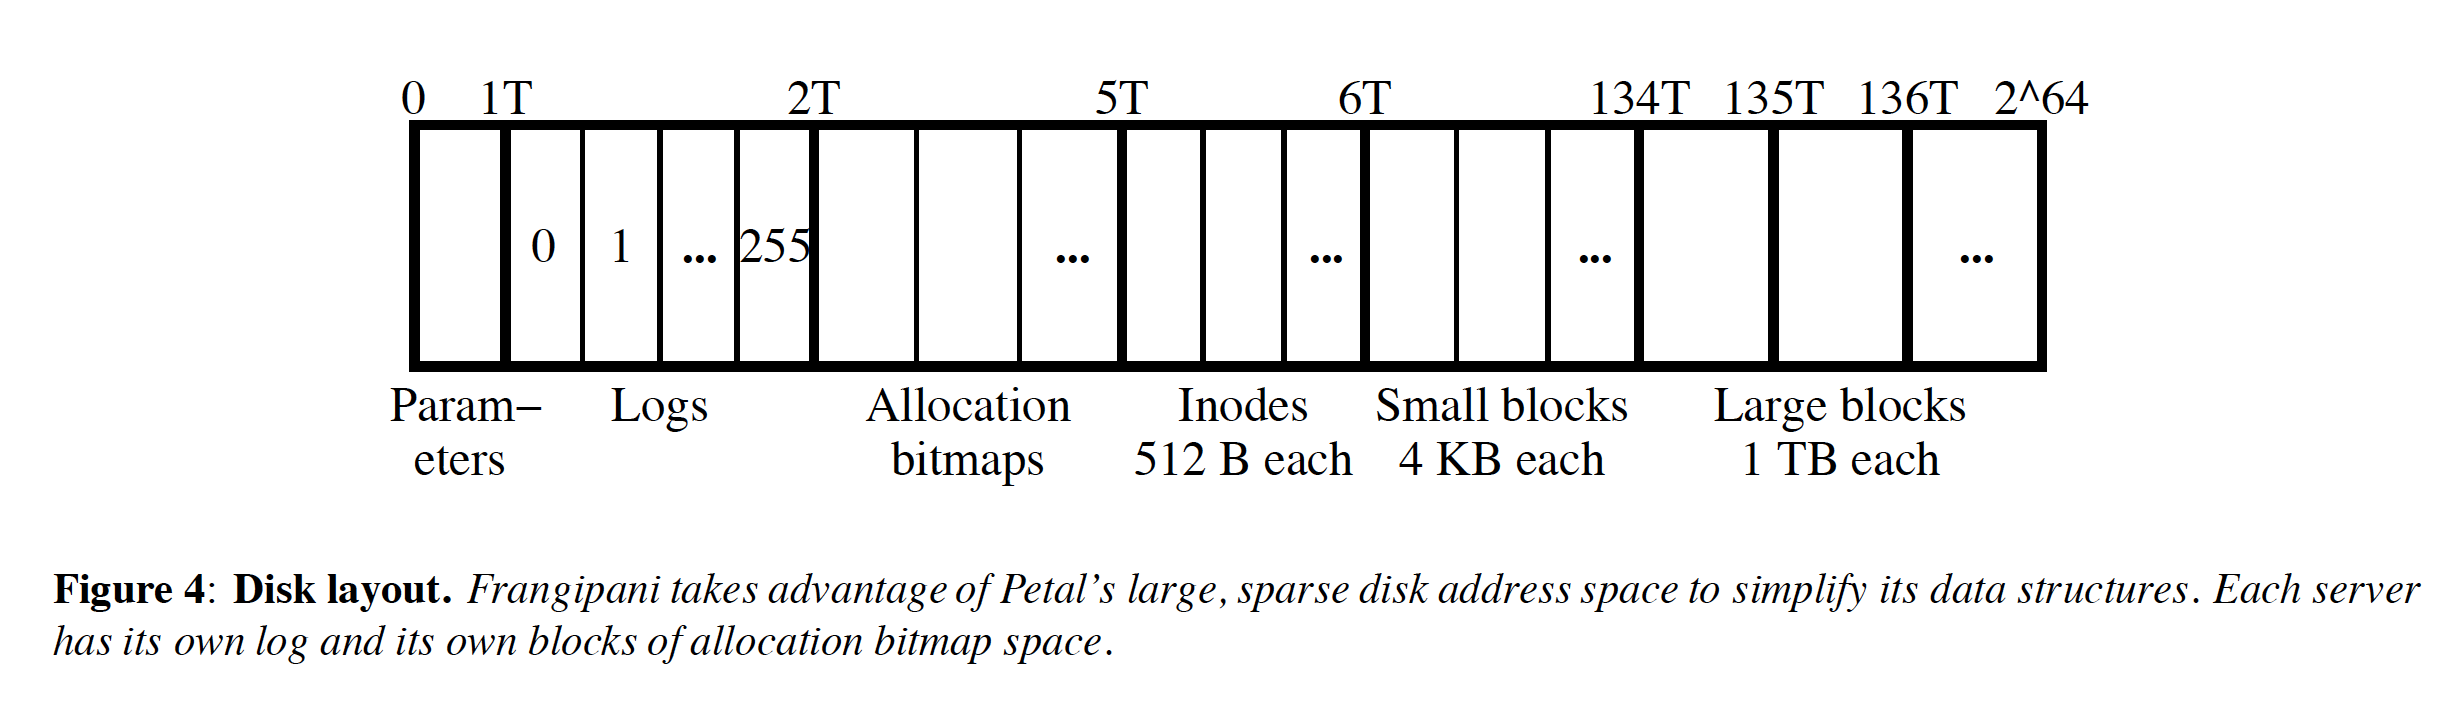 0 1T 2T 5T 6T 134T 135T 136T 2^64
0 1 ... 255 ... ... ... ...
Param– Logs Allocation Inodes Small blocks Large blocks
eters bitmaps 512 B each 4 KB each 1 TB each
Figure 4: Disk layout. Frangipani takes advantage of Petal’s large, sparse disk address space to simplify its data structures. Each server
has its own log and its own blocks of allocation bitmap space.